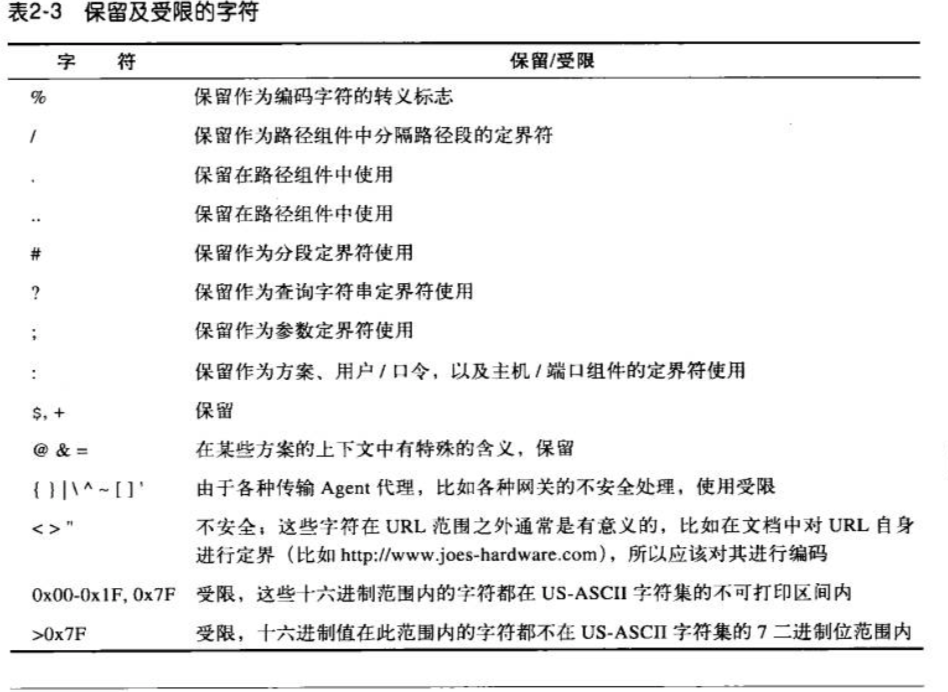 表2-3 保留及受限的字符
字 符 保留/受限
% 保留作为编码字符的转义标志
/ 保留作为路径组件中分隔路径段的定界符
. 保留在路径组件中使用
.. 保留在路径组件中使用
# 保留作为分段定界符使用
? 保留作为查询字符串定界符使用
; 保留作为参数定界符使用
: 保留作为方案、用户 / 口令，以及主机 / 端口组件的定界符使用
$, + 保留
@ & = 在某些方案的上下文中有特殊的含义，保留
{ } | \ ^ ~ [ ] ' 由于各种传输 Agent 代理，比如各种网关的不安全处理，使用受限
< > " 不安全；这些字符在 URL 范围之外通常是有意义的，比如在文档中对 URL 自身
进行定界（比如 http://www.joes-hardware.com），所以应该对其进行编码
0x00-0x1F, 0x7F 受限，这些十六进制范围内的字符都在 US-ASCII 字符集的不可打印区间内
>0x7F 受限，十六进制值在此范围内的字符都不在 US-ASCII 字符集的 7 二进制位范围内